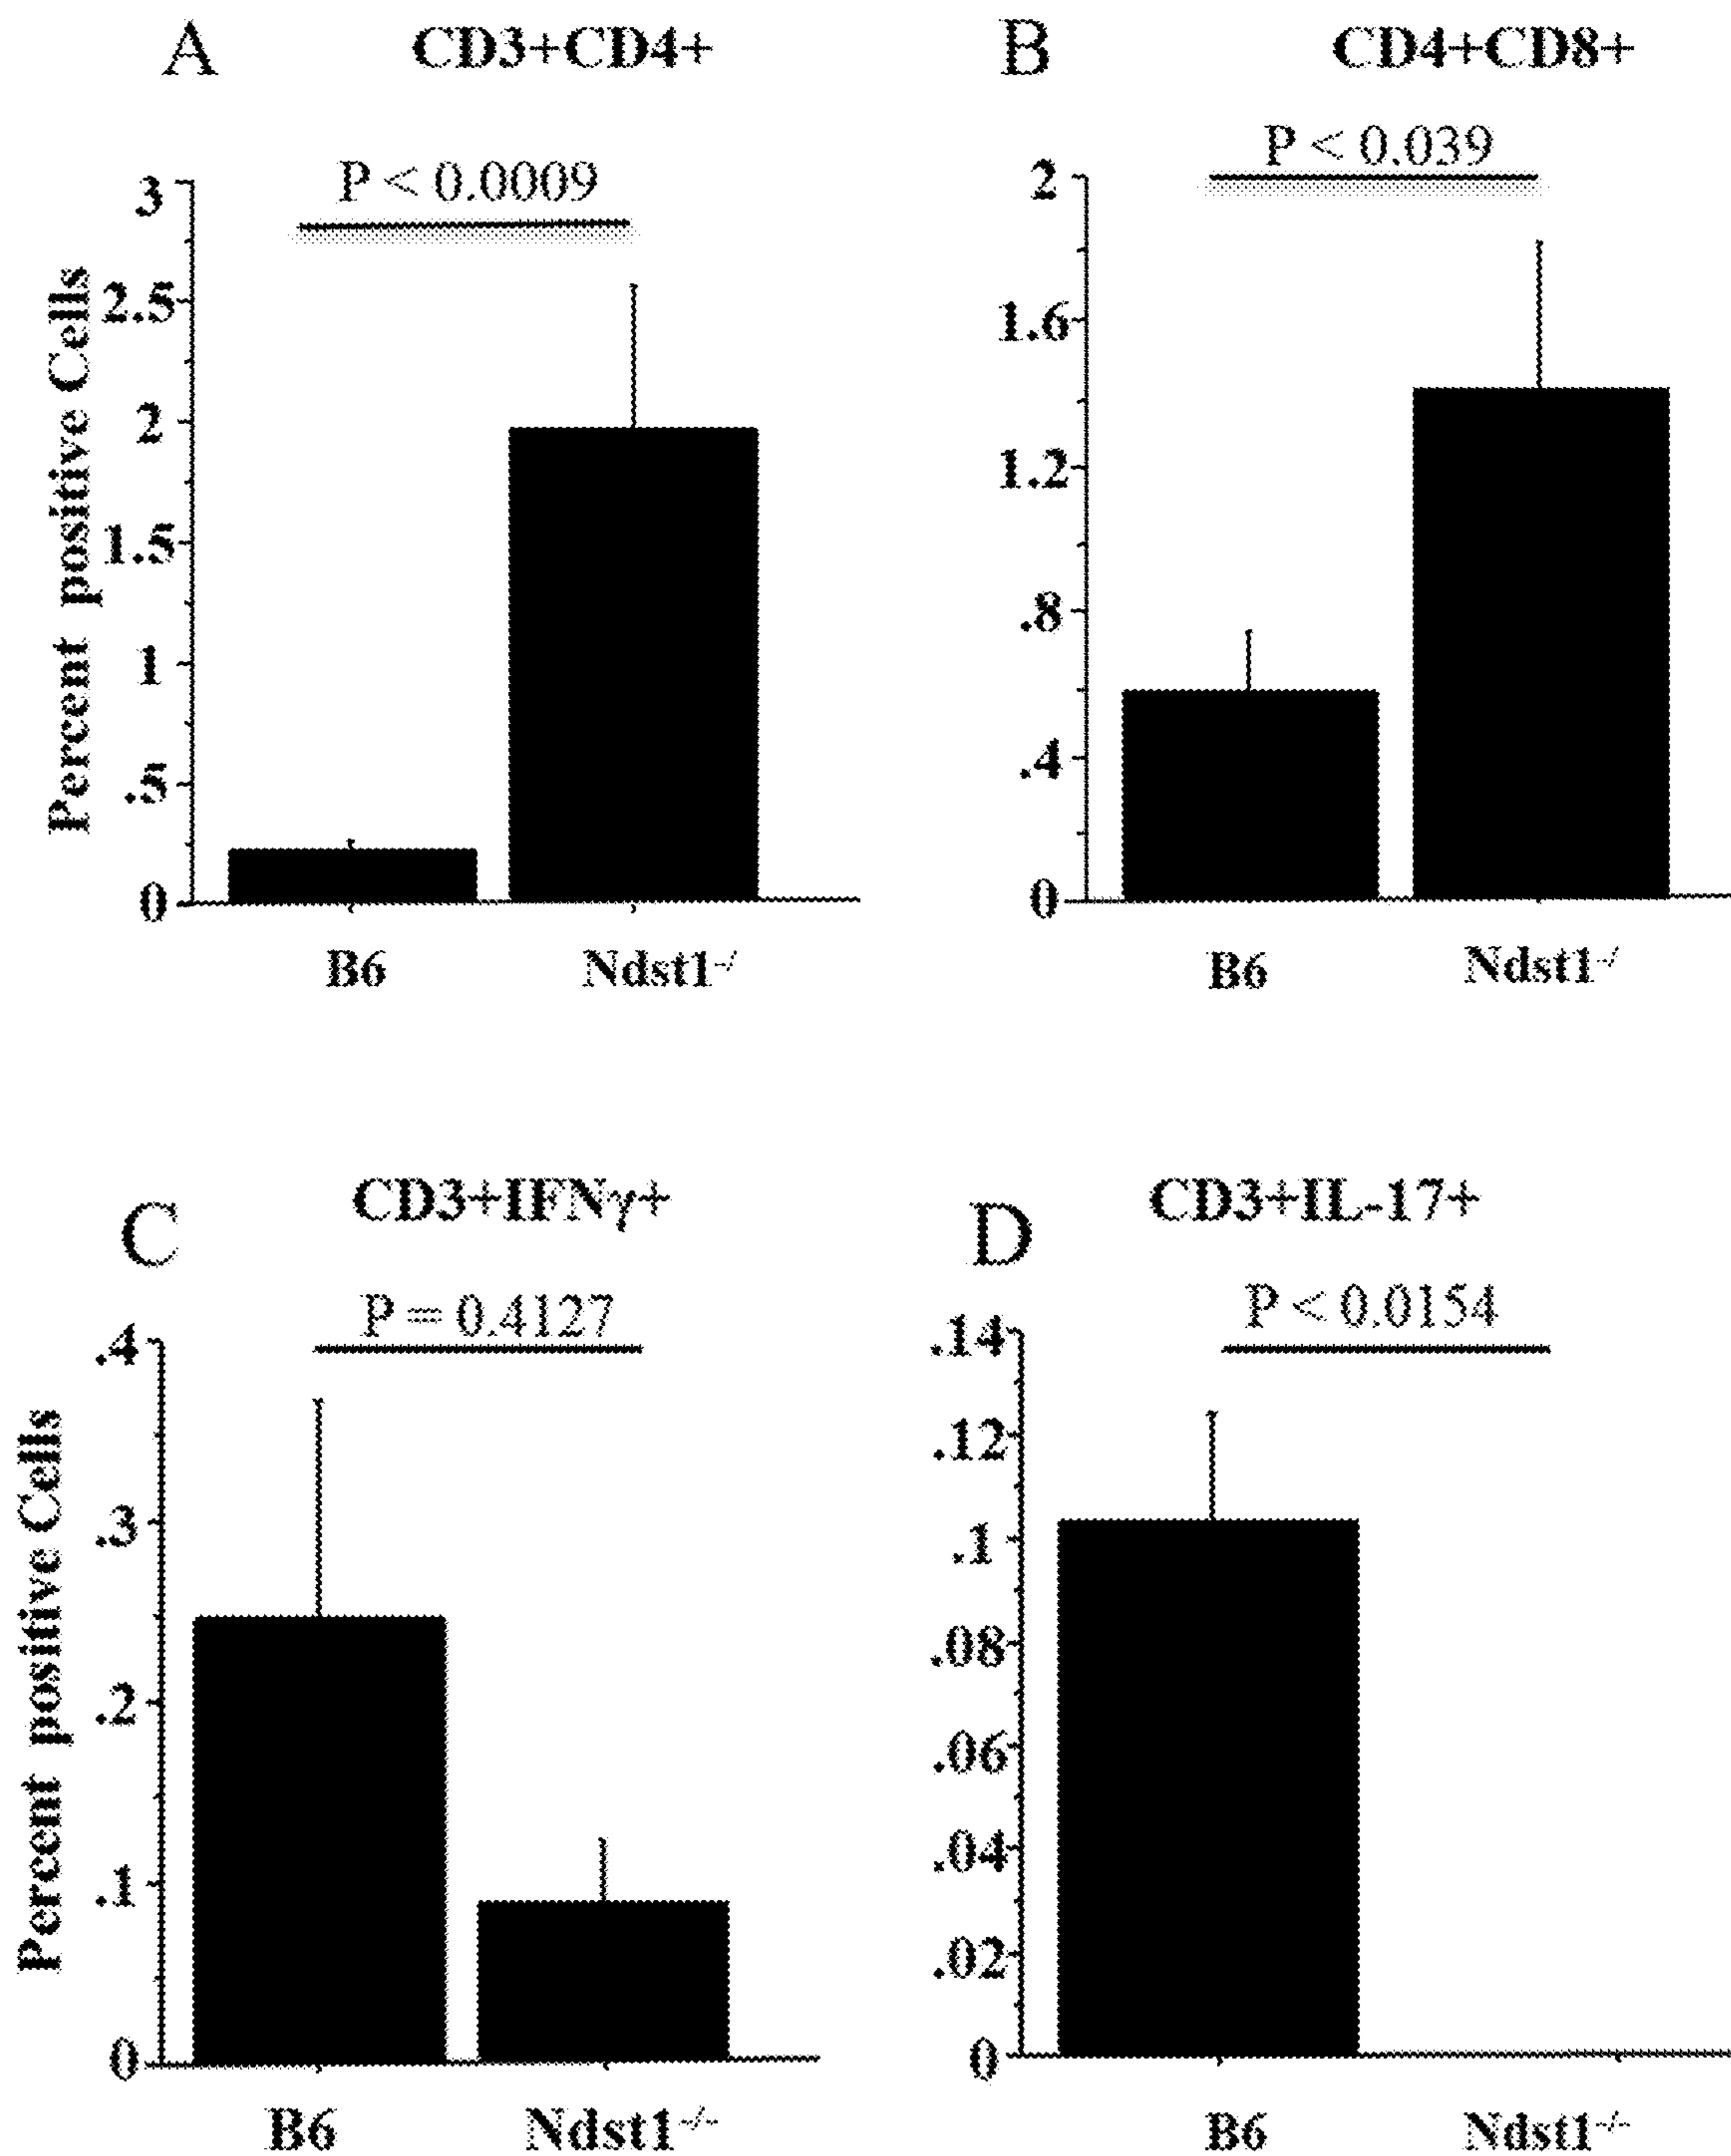 A CD3+CD4+
P < 0.0009
Percent positive Cells
3
2.5
2
1.5
1
.5
0
B6 Ndst1-/
B CD4+CD8+
P < 0.039
2
1.6
1.2
.8
.4
0
B6 Ndst1-/
C CD3+IFNγ+
P = 0.4127
Percent positive Cells
.4
.3
.2
.1
0
B6 Ndst1-/-
D CD3+IL-17+
P < 0.0154
.14
.12
.1
.08
.06
.04
.02
0
B6 Ndst1-/-